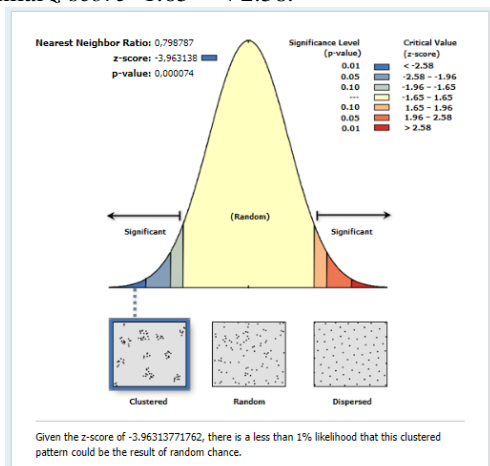 Nearest Neighbor Ratio: 0,798787
z-score: -3,963138
p-value: 0,000074
Significance Level (p-value)
Critical Value (z-score)
0.01 < -2.58
0.05 -2.58 - -1.96
0.10 -1.96 - -1.65
--- -1.65 - 1.65
0.10 1.65 - 1.96
0.05 1.96 - 2.58
0.01 > 2.58
(Random)
Significant
Significant
Clustered
Random
Dispersed
Given the z-score of -3.96313771762, there is a less than 1% likelihood that this clustered
pattern could be the result of random chance.